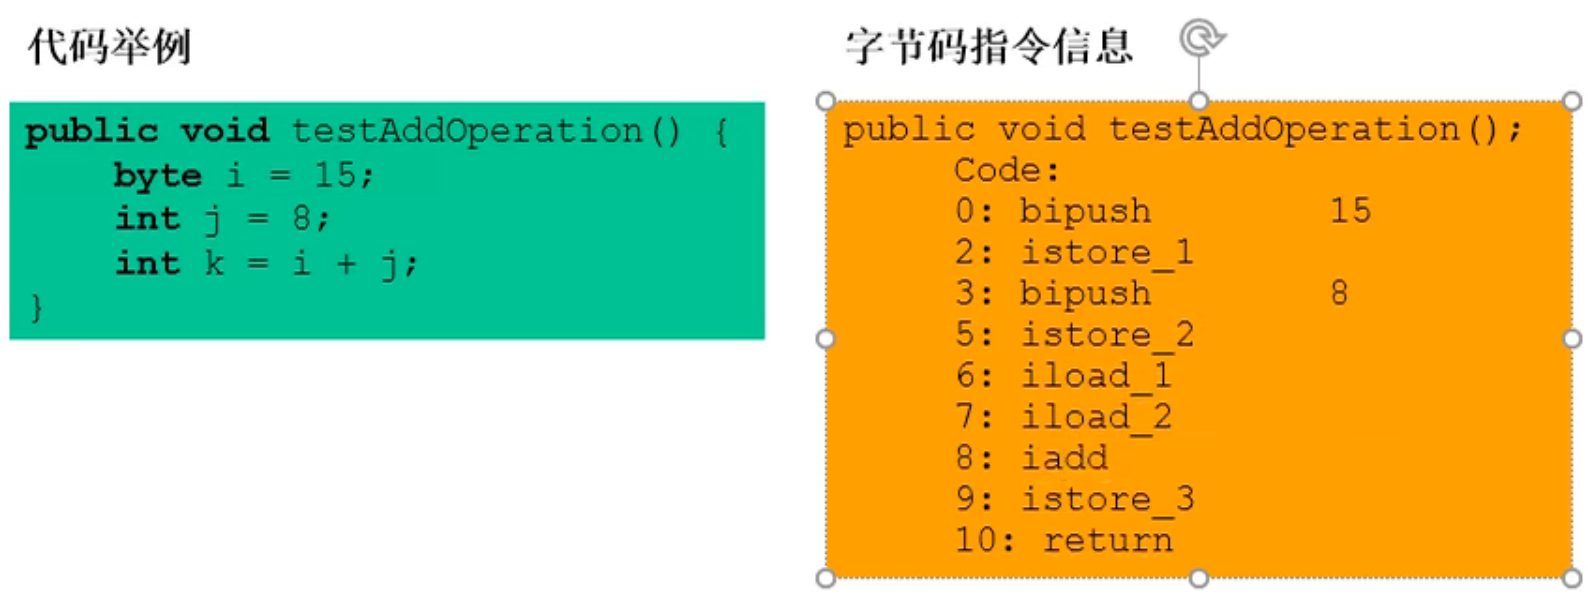 代码举例
public void testAddOperation() {
byte i = 15;
int j = 8;
int k = i + j;
}
字节码指令信息
public void testAddOperation();
Code:
0: bipush 15
2: istore_1
3: bipush 8
5: istore_2
6: iload_1
7: iload_2
8: iadd
9: istore_3
10: return